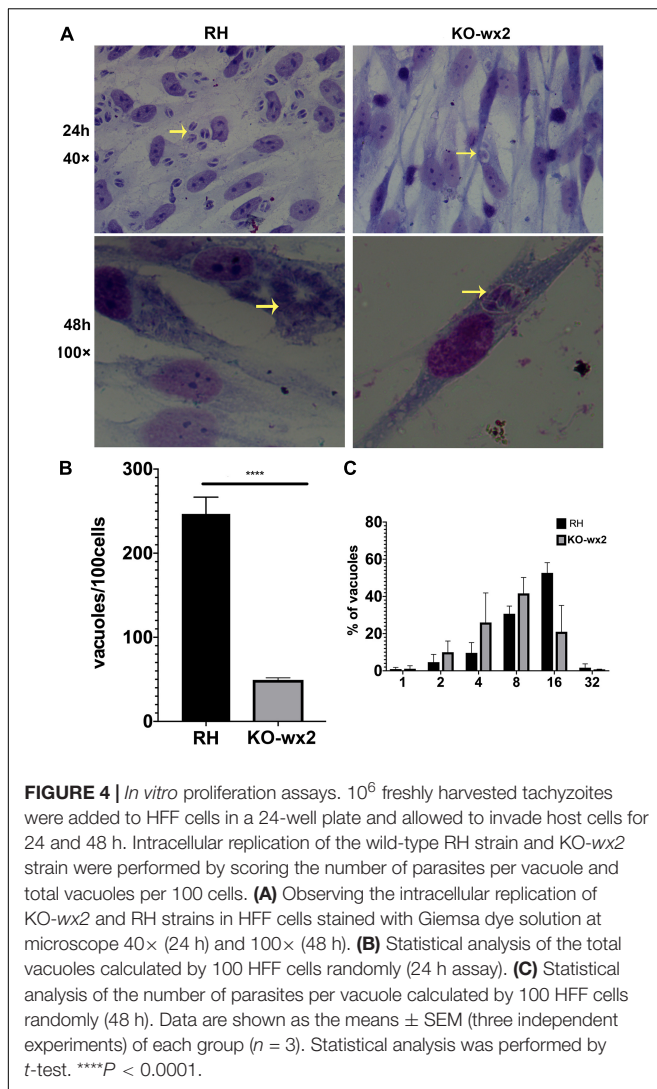 A
RH
KO-wx2
24h
40×
48h
100×
B
300
200
100
0
vacuoles/100cells
****
RH
KO-wx2
C
80
60
40
20
0
% of vacuoles
RH
KO-wx2
1 2 4 8 16 32
FIGURE 4 | In vitro proliferation assays. 10⁶ freshly harvested tachyzoites
were added to HFF cells in a 24-well plate and allowed to invade host cells for
24 and 48 h. Intracellular replication of the wild-type RH strain and KO-wx2
strain were performed by scoring the number of parasites per vacuole and
total vacuoles per 100 cells. (A) Observing the intracellular replication of
KO-wx2 and RH strains in HFF cells stained with Giemsa dye solution at
microscope 40× (24 h) and 100× (48 h). (B) Statistical analysis of the total
vacuoles calculated by 100 HFF cells randomly (24 h assay). (C) Statistical
analysis of the number of parasites per vacuole calculated by 100 HFF cells
randomly (48 h). Data are shown as the means ± SEM (three independent
experiments) of each group (n = 3). Statistical analysis was performed by
t-test. ****P < 0.0001.